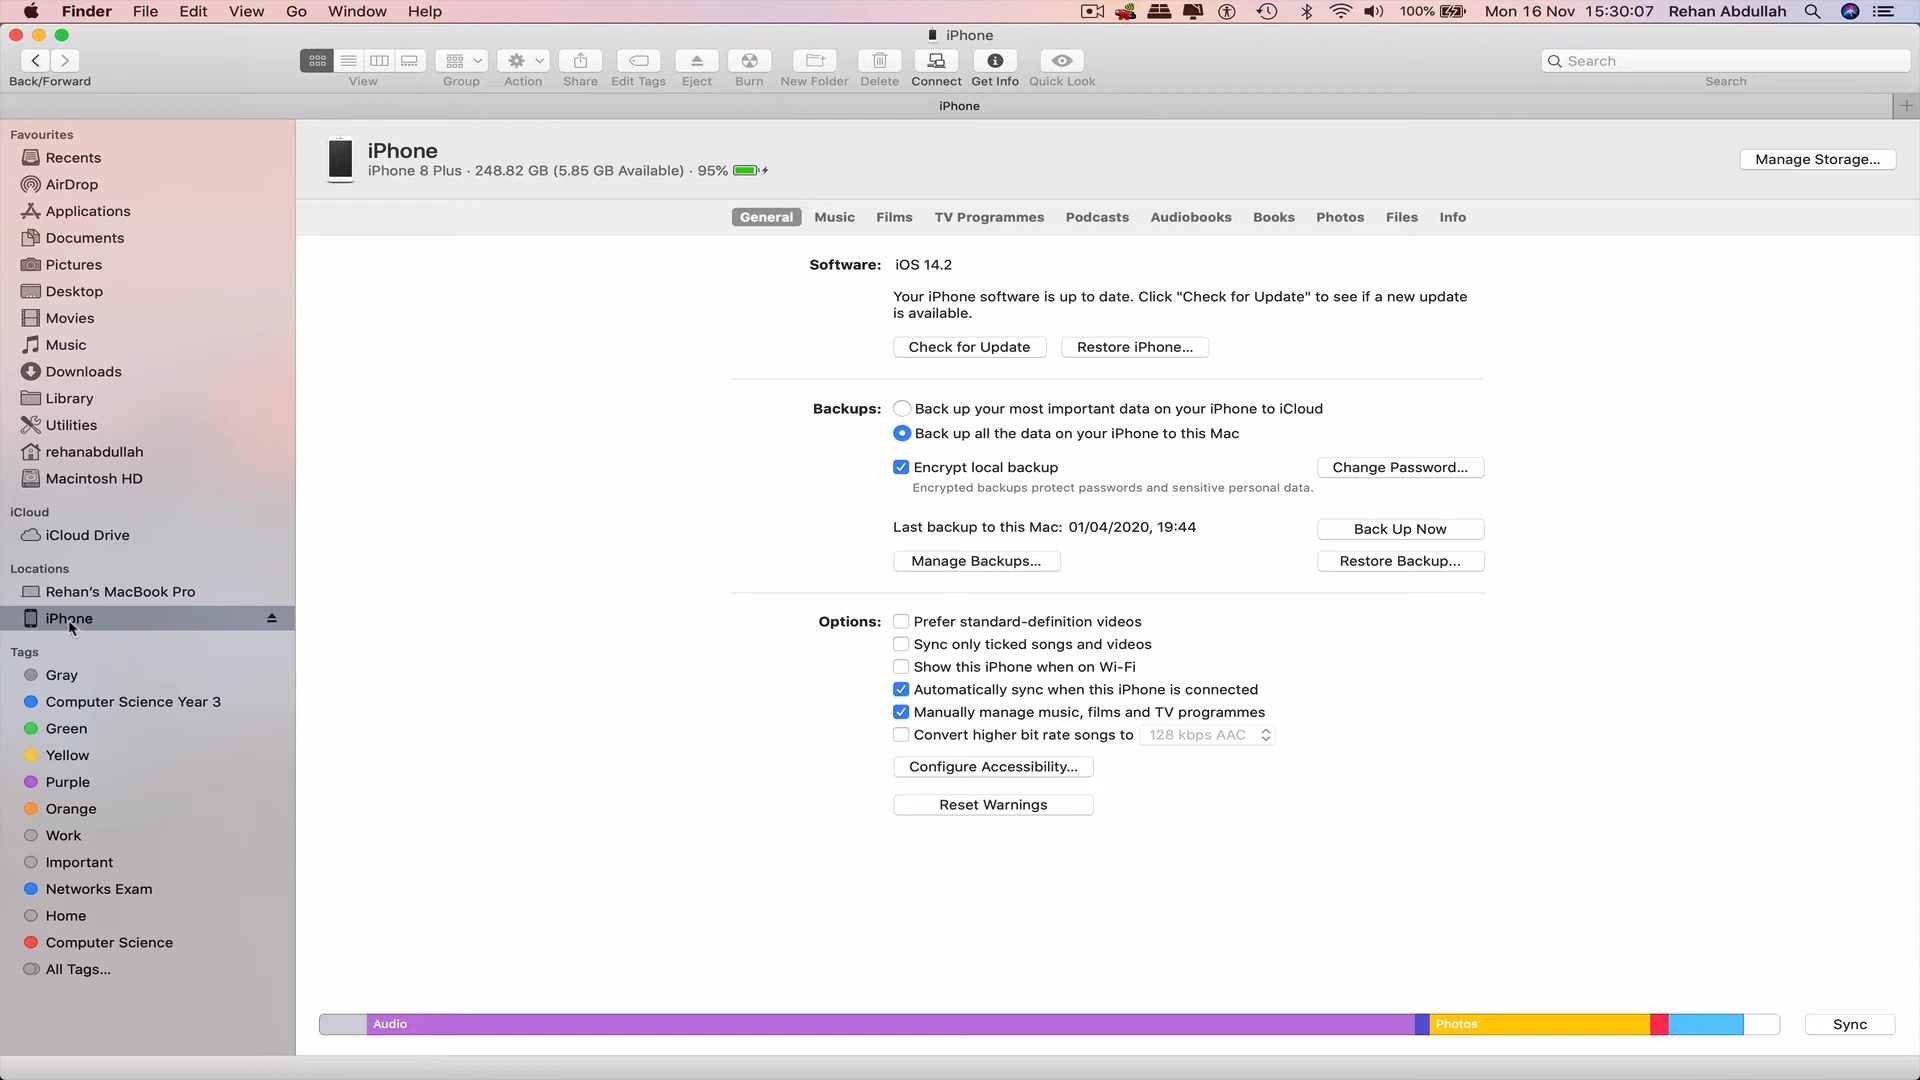 Finder File Edit View Go Window Help
100% Mon 16 Nov 15:30:07 Rehan Abdullah
iPhone
Back/Forward View Group Action Share Edit Tags Eject Burn New Folder Delete Connect Get Info Quick Look Search
Search
iPhone
Favourites
Recents
AirDrop
Applications
Documents
Pictures
Desktop
Movies
Music
Downloads
Library
Utilities
rehanabdullah
Macintosh HD
iCloud
iCloud Drive
Locations
Rehan's MacBook Pro
iPhone
Tags
Gray
Computer Science Year 3
Green
Yellow
Purple
Orange
Work
Important
Networks Exam
Home
Computer Science
All Tags...
iPhone
iPhone 8 Plus · 248.82 GB (5.85 GB Available) · 95%
Manage Storage...
General Music Films TV Programmes Podcasts Audiobooks Books Photos Files Info
Software: iOS 14.2
Your iPhone software is up to date. Click "Check for Update" to see if a new update
is available.
Check for Update Restore iPhone...
Backups: Back up your most important data on your iPhone to iCloud
Back up all the data on your iPhone to this Mac
Encrypt local backup Change Password...
Encrypted backups protect passwords and sensitive personal data.
Last backup to this Mac: 01/04/2020, 19:44 Back Up Now
Manage Backups... Restore Backup...
Options: Prefer standard-definition videos
Sync only ticked songs and videos
Show this iPhone when on Wi-Fi
Automatically sync when this iPhone is connected
Manually manage music, films and TV programmes
Convert higher bit rate songs to 128 kbps AAC
Configure Accessibility...
Reset Warnings
Audio Photos Sync